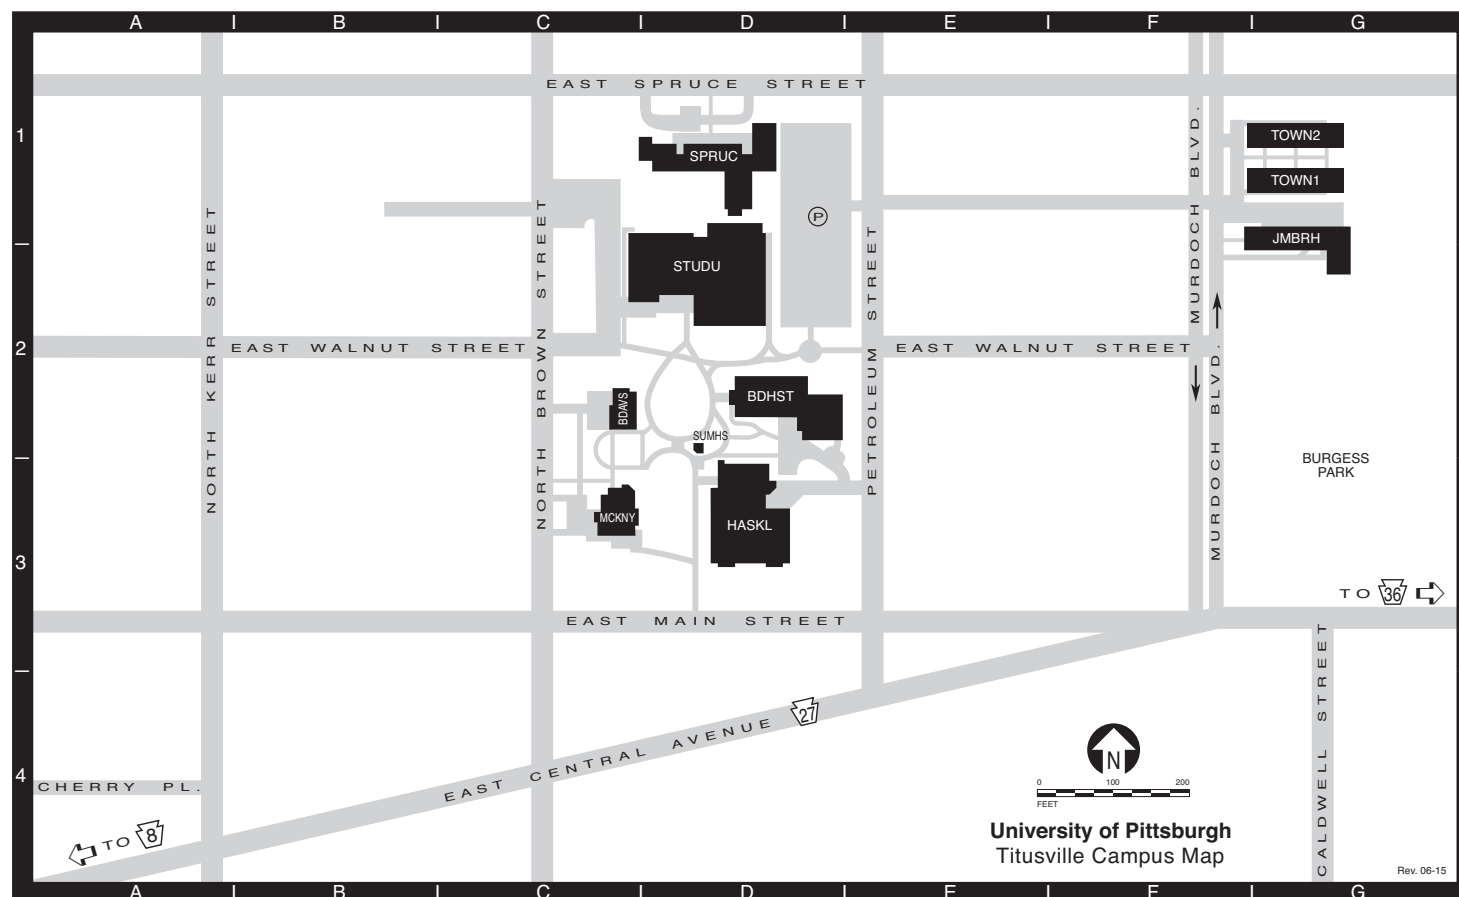 A I B I C I D I E I F I G
EAST SPRUCE STREET
1
SPRUC
TOWN2
TOWN1
P
JMBRH
STUDU
NORTH KERR STREET
NORTH BROWN STREET
PETROLEUM STREET
MURDOCH BLVD.
MURDOCH BLVD.
2
EAST WALNUT STREET
EAST WALNUT STREET
BDAVS
BDHST
SUMHS
BURGESS
PARK
MCKNY
HASKL
3
TO 36
EAST MAIN STREET
CALDWELL STREET
27
EAST CENTRAL AVENUE
4
CHERRY PL.
TO 8
N
0 100 200
FEET
University of Pittsburgh
Titusville Campus Map
Rev. 06-15
A I B I C I D I E I F I G